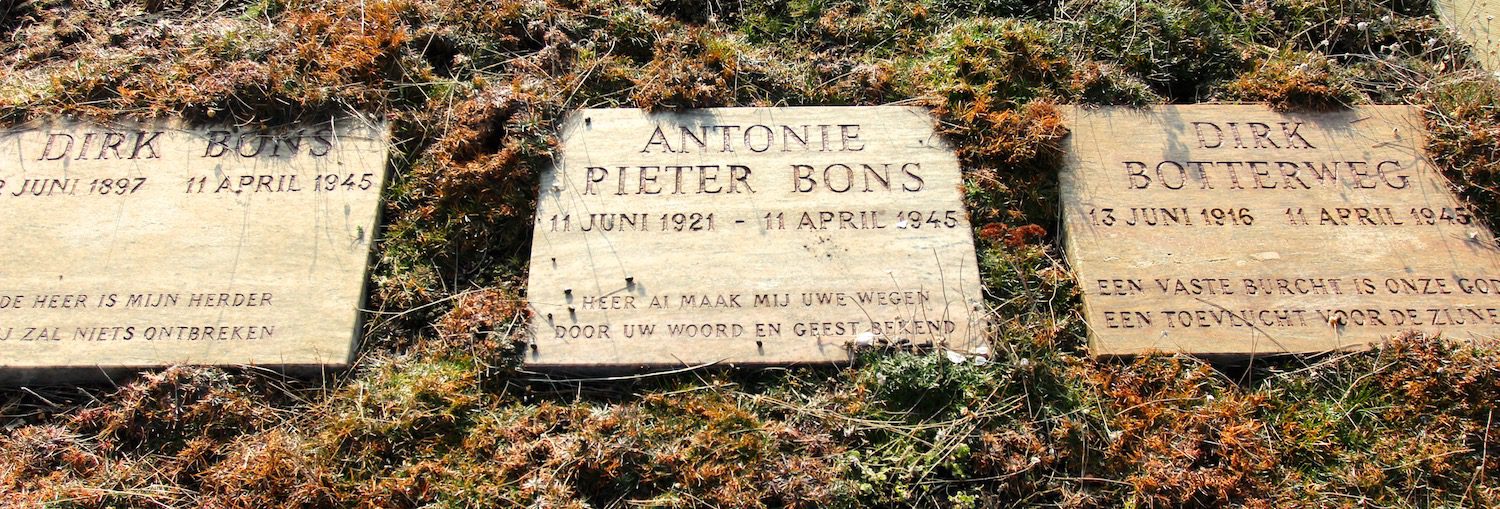 DIRK BONS
JUNI 1897 11 APRIL 1945
DE HEER IS MIJN HERDER
ZAL NIETS ONTBREKEN
ANTONIE
PIETER BONS
11 JUNI 1921 - 11 APRIL 1945
HEER AI MAAK MIJ UWE WEGEN
DOOR UW WOORD EN GEEST BEKEND
DIRK
BOTTERWEG
13 JUNI 1916 11 APRIL 1945
EEN VASTE BURCHT IS ONZE GOD
EEN TOEVLUCHT VOOR DE ZIJNE